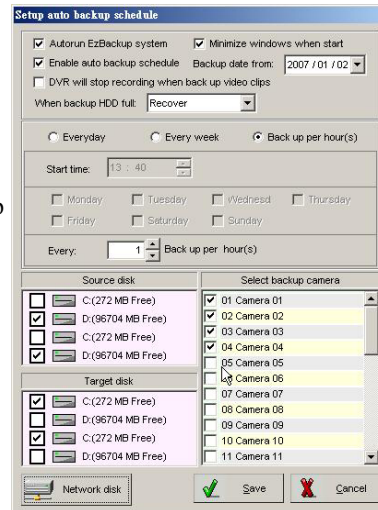 Setup auto backup schedule
Autorun EzBackup system Minimize windows when start
Enable auto backup schedule Backup date from: 2007 / 01 / 02
DVR will stop recording when back up video clips
When backup HDD full: Recover
Everyday Every week Back up per hour(s)
Start time: 13 : 40
Monday Tuesday Wednesd Thursday
Friday Saturday Sunday
Every: 1 Back up per hour(s)
Source disk
C:(272 MB Free)
D:(96704 MB Free)
C:(272 MB Free)
D:(96704 MB Free)
Target disk
C:(272 MB Free)
D:(96704 MB Free)
C:(272 MB Free)
D:(96704 MB Free)
Select backup camera
01 Camera 01
02 Camera 02
03 Camera 03
04 Camera 04
05 Camera 05
06 Camera 06
07 Camera 07
08 Camera 08
09 Camera 09
10 Camera 10
11 Camera 11
Network disk Save Cancel